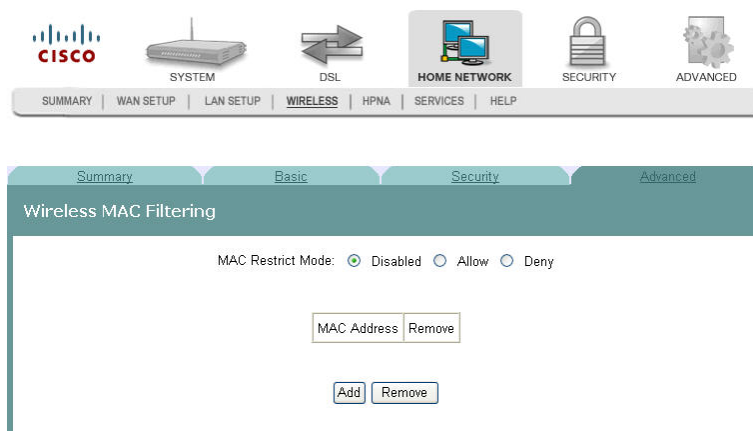 CISCO
SYSTEM
DSL
HOME NETWORK
SECURITY
ADVANCED
SUMMARY | WAN SETUP | LAN SETUP | WIRELESS | HPNA | SERVICES | HELP
Summary Basic Security Advanced
Wireless MAC Filtering
MAC Restrict Mode: Disabled Allow Deny
MAC Address Remove
Add Remove